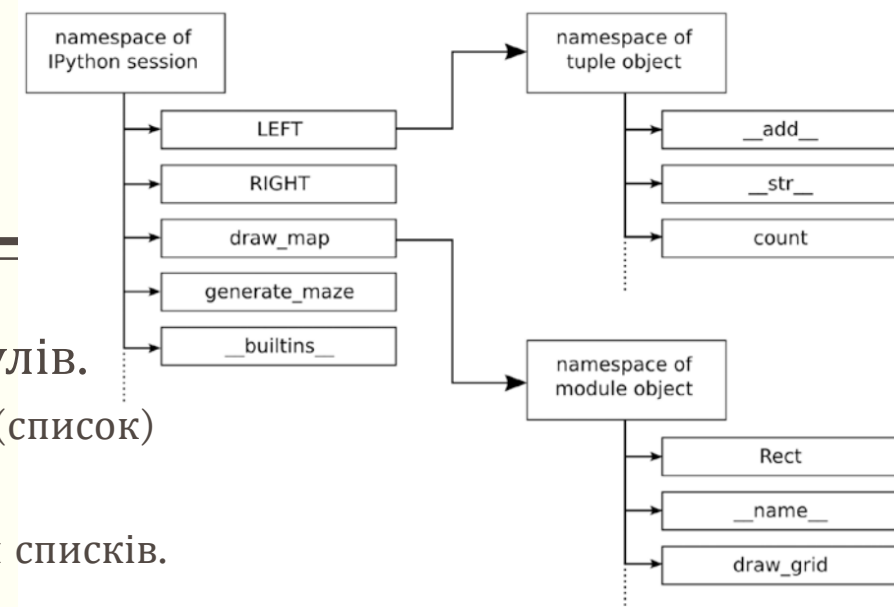 namespace of
IPython session
LEFT
RIGHT
draw_map
generate_maze
__builtins__
namespace of
tuple object
__add__
__str__
count
namespace of
module object
Rect
__name__
draw_grid
(список)
списків.